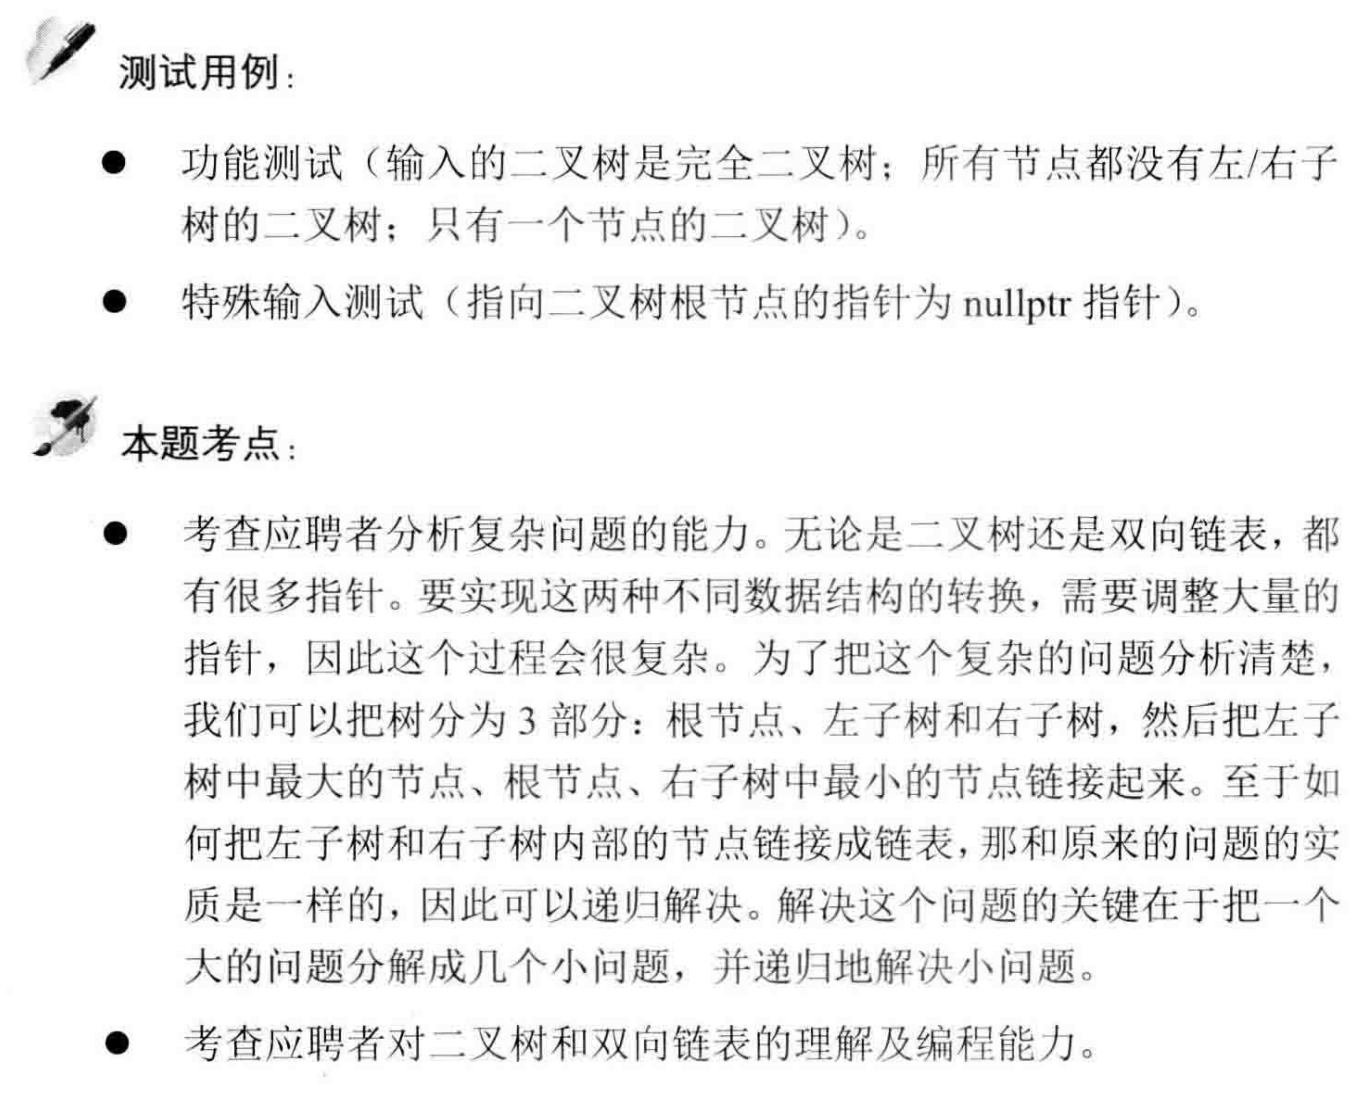 测试用例：
● 功能测试（输入的二叉树是完全二叉树；所有节点都没有左/右子
树的二叉树；只有一个节点的二叉树）。
● 特殊输入测试（指向二叉树根节点的指针为 nullptr 指针）。
本题考点：
● 考查应聘者分析复杂问题的能力。无论是二叉树还是双向链表，都
有很多指针。要实现这两种不同数据结构的转换，需要调整大量的
指针，因此这个过程会很复杂。为了把这个复杂的问题分析清楚，
我们可以把树分为 3 部分：根节点、左子树和右子树，然后把左子
树中最大的节点、根节点、右子树中最小的节点链接起来。至于如
何把左子树和右子树内部的节点链接成链表，那和原来的问题的实
质是一样的，因此可以递归解决。解决这个问题的关键在于把一个
大的问题分解成几个小问题，并递归地解决小问题。
● 考查应聘者对二叉树和双向链表的理解及编程能力。